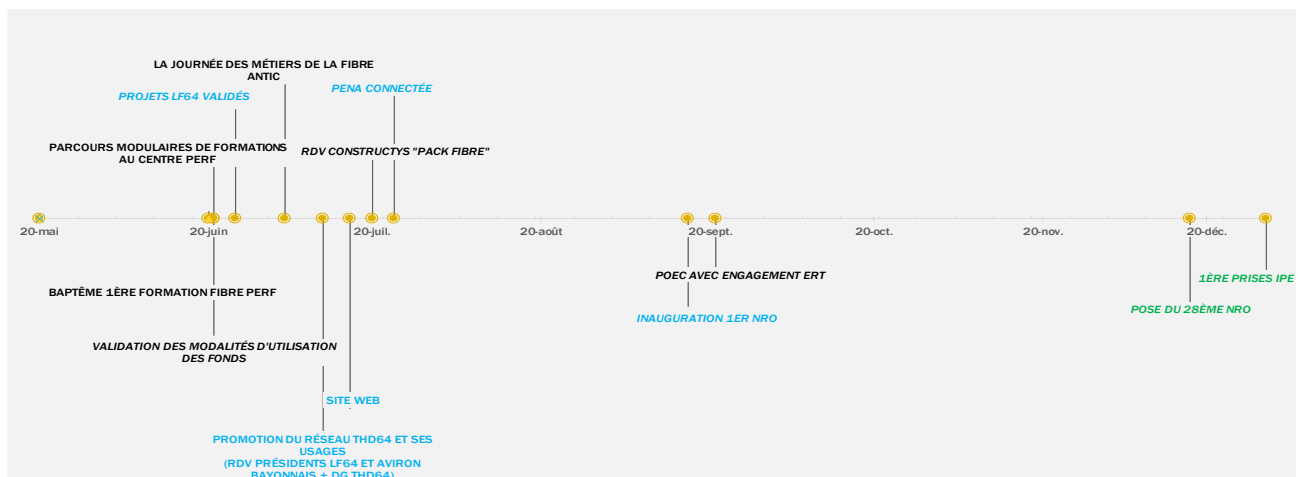 LA JOURNÉE DES MÉTIERS DE LA FIBRE
ANTIC
PROJETS LF64 VALIDÉS
PENA CONNECTÉE
PARCOURS MODULAIRES DE FORMATIONS
AU CENTRE PERF
RDV CONSTRUCTYS "PACK FIBRE"
20-mai
20-juin
20-juil.
20-août
20-sept.
20-oct.
20-nov.
20-déc.
POEC AVEC ENGAGEMENT ERT
1ÈRE PRISES IPE
BAPTÊME 1ÈRE FORMATION FIBRE PERF
POSE DU 28ÈME NRO
INAUGURATION 1ER NRO
VALIDATION DES MODALITÉS D'UTILISATION
DES FONDS
SITE WEB
PROMOTION DU RÉSEAU THD64 ET SES
USAGES
(RDV PRÉSIDENTS LF64 ET AVIRON
BAYONNAIS + DG THD64)